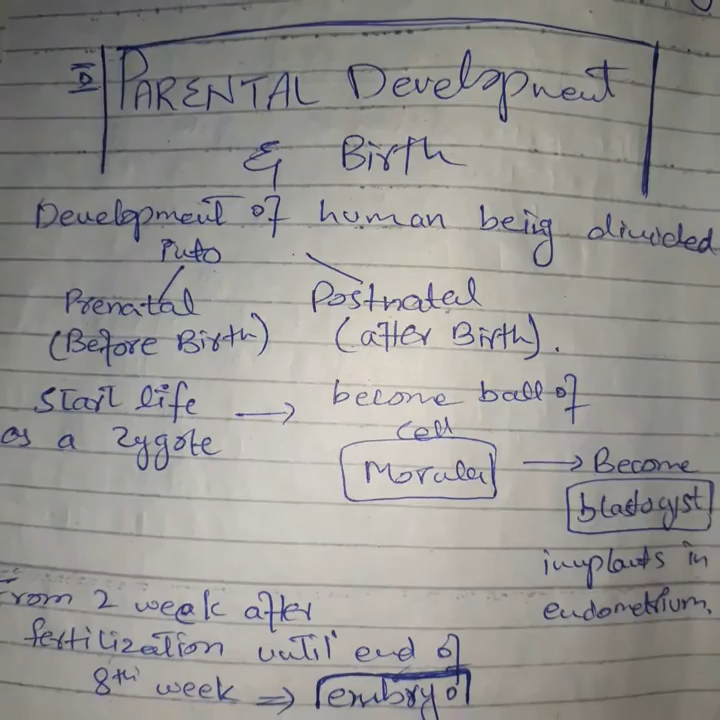 PARENTAL Development
& Birth
Development of human being divided
into
Prenatal Postnatal
(Before Birth) (after Birth).
Start life → become ball of
as a Zygote cell
Morula → Become
blastocyst
implants in
endometrium.
From 2 weak after
fertilization until end of
8th week ⇒ embryo